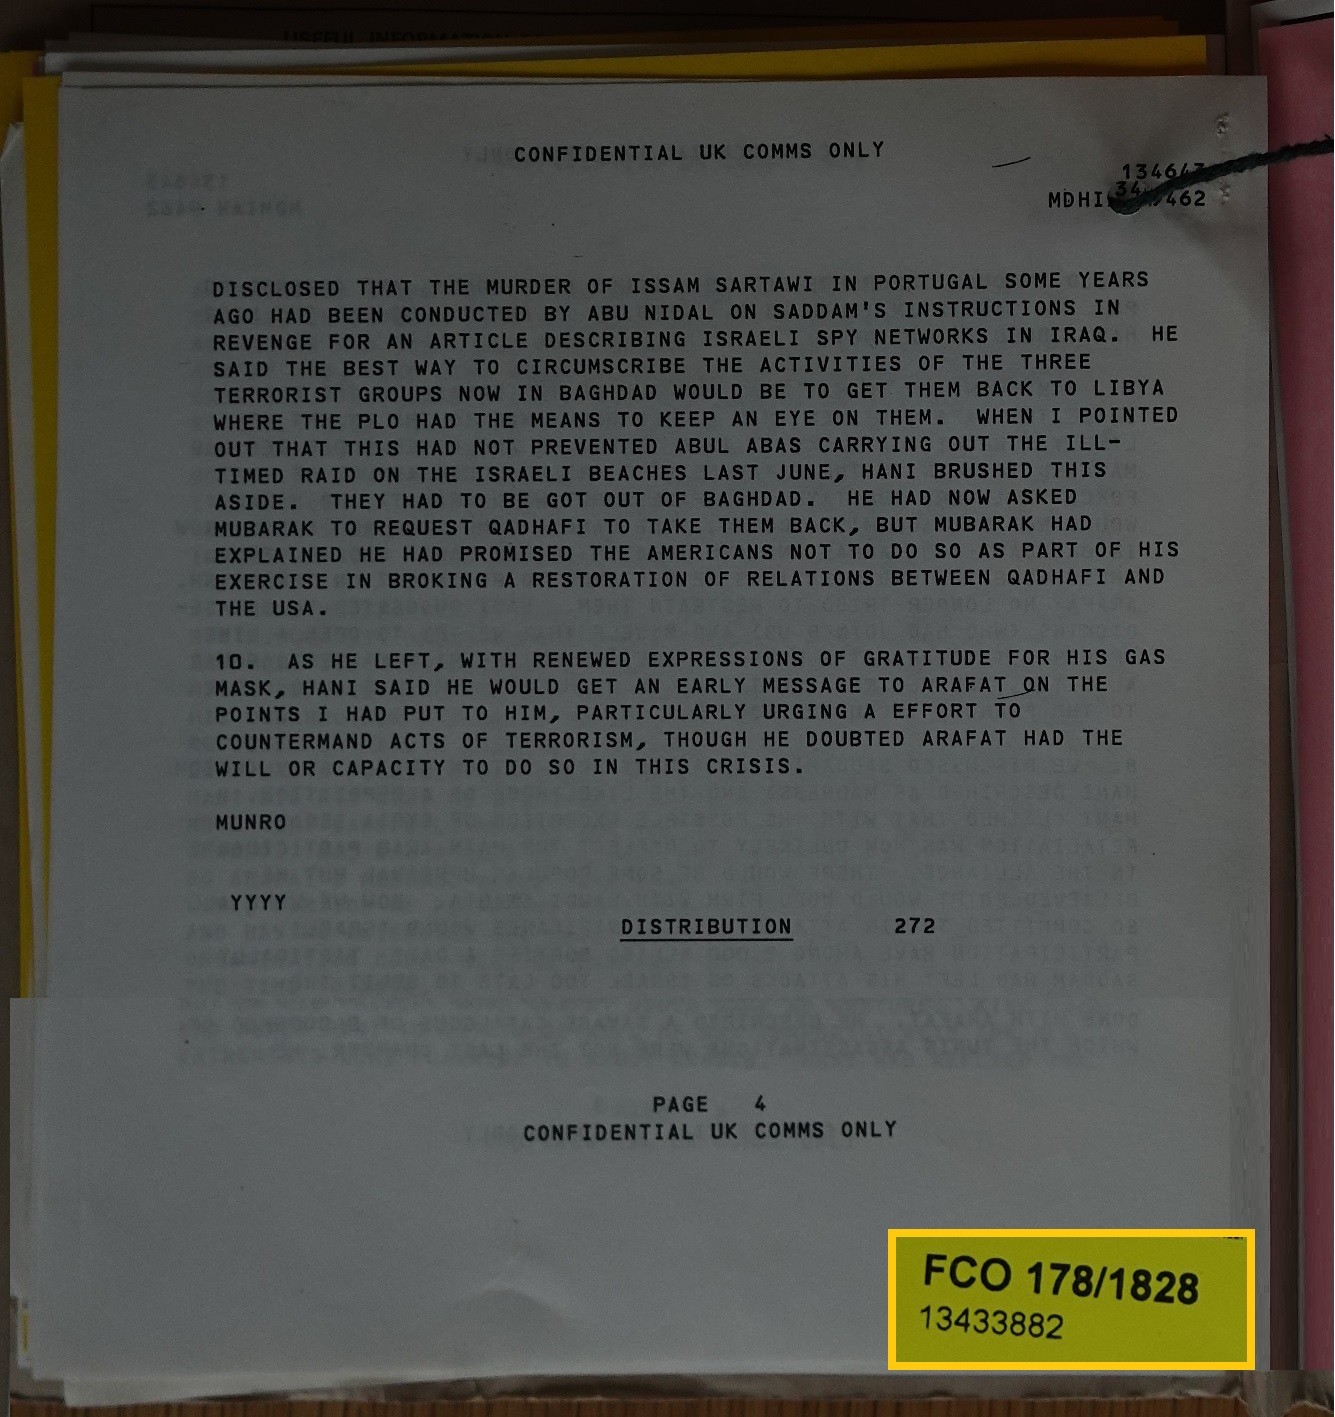 CONFIDENTIAL UK COMMS ONLY
DISCLOSED THAT THE MURDER OF ISSAM SARTAWI IN PORTUGAL SOME YEARS
AGO HAD BEEN CONDUCTED BY ABU NIDAL ON SADDAM'S INSTRUCTIONS IN
REVENGE FOR AN ARTICLE DESCRIBING ISRAELI SPY NETWORKS IN IRAQ. HE
SAID THE BEST WAY TO CIRCUMSCRIBE THE ACTIVITIES OF THE THREE
TERRORIST GROUPS NOW IN BAGHDAD WOULD BE TO GET THEM BACK TO LIBYA
WHERE THE PLO HAD THE MEANS TO KEEP AN EYE ON THEM. WHEN I POINTED
OUT THAT THIS HAD NOT PREVENTED ABUL ABAS CARRYING OUT THE ILL-
TIMED RAID ON THE ISRAELI BEACHES LAST JUNE, HANI BRUSHED THIS
ASIDE. THEY HAD TO BE GOT OUT OF BAGHDAD. HE HAD NOW ASKED
MUBARAK TO REQUEST QADHAFI TO TAKE THEM BACK, BUT MUBARAK HAD
EXPLAINED HE HAD PROMISED THE AMERICANS NOT TO DO SO AS PART OF HIS
EXERCISE IN BROKING A RESTORATION OF RELATIONS BETWEEN QADHAFI AND
THE USA.
10. AS HE LEFT, WITH RENEWED EXPRESSIONS OF GRATITUDE FOR HIS GAS
MASK, HANI SAID HE WOULD GET AN EARLY MESSAGE TO ARAFAT ON THE
POINTS I HAD PUT TO HIM, PARTICULARLY URGING A EFFORT TO
COUNTERMAND ACTS OF TERRORISM, THOUGH HE DOUBTED ARAFAT HAD THE
WILL OR CAPACITY TO DO SO IN THIS CRISIS.
MUNRO
YYYY
DISTRIBUTION 272
PAGE 4
CONFIDENTIAL UK COMMS ONLY
FCO 178/1828
13433882